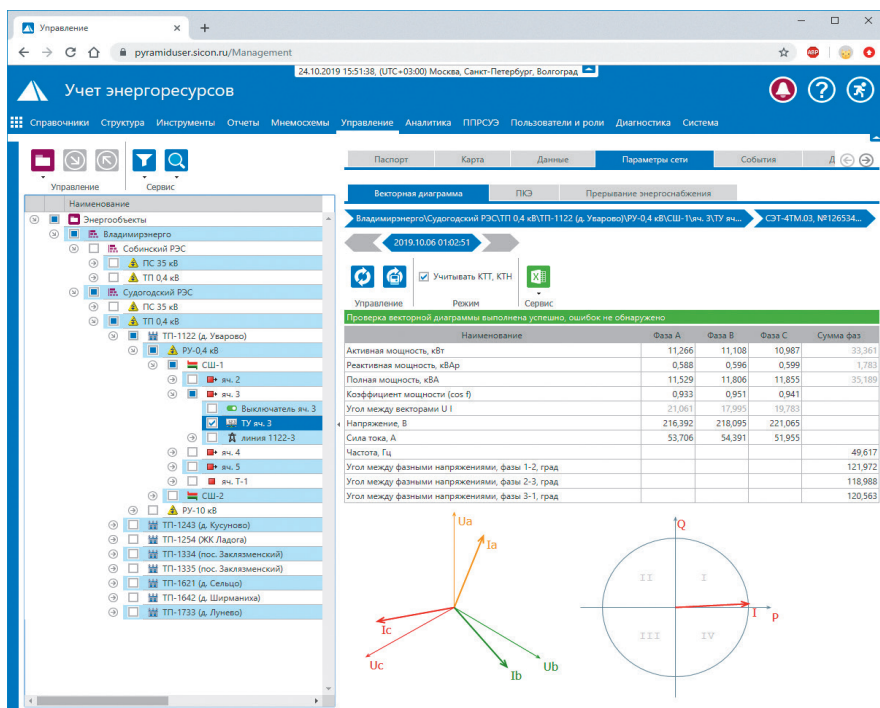 Управление
pyramiduser.sicon.ru/Management
ABP
24.10.2019 15:51:38, (UTC+03:00) Москва, Санкт-Петербург, Волгоград
Учет энергоресурсов
Справочники Структура Инструменты Отчеты Мнемосхемы Управление Аналитика ППРСУЭ Пользователи и роли Диагностика Система
Управление Сервис
Наименование
Энергообъекты
Владимирэнерго
Собинский РЭС
ПС 35 кВ
ТП 0,4 кВ
Судогодский РЭС
ПС 35 кВ
ТП 0,4 кВ
ТП-1122 (д. Уварово)
РУ-0,4 кВ
СШ-1
яч. 2
яч. 3
Выключатель яч. 3
ТУ яч. 3
линия 1122-3
яч. 4
яч. 5
яч. Т-1
СШ-2
РУ-10 кВ
ТП-1243 (д. Кусуново)
ТП-1254 (ЖК Ладога)
ТП-1334 (пос. Заклязменский)
ТП-1335 (пос. Заклязменский)
ТП-1621 (д. Сельцо)
ТП-1642 (д. Ширманиха)
ТП-1733 (д. Лунево)
Паспорт Карта Данные Параметры сети События Д
Векторная диаграмма ПКЭ Прерывание энергоснабжения
Владимирэнерго\Судогодский РЭС\ТП 0,4 кВ\ТП-1122 (д. Уварово)\РУ-0,4 кВ\СШ-1\яч. 3\ТУ яч... СЭТ-4ТМ.03, №126534...
2019.10.06 01:02:51
Учитывать КТТ, КТН
Управление Режим Сервис
Проверка векторной диаграммы выполнена успешно, ошибок не обнаружено
Наименование Фаза A Фаза B Фаза C Сумма фаз
Активная мощность, кВт 11,266 11,108 10,987 33,361
Реактивная мощность, кВАр 0,588 0,596 0,599 1,783
Полная мощность, кВА 11,529 11,806 11,855 35,189
Коэффициент мощности (cos f) 0,933 0,951 0,941
Угол между векторами U I 21,061 17,995 19,783
Напряжение, В 216,392 218,095 221,065
Сила тока, А 53,706 54,391 51,955
Частота, Гц 49,617
Угол между фазными напряжениями, фазы 1-2, град 121,972
Угол между фазными напряжениями, фазы 2-3, град 118,988
Угол между фазными напряжениями, фазы 3-1, град 120,563
Ua
Ia
Ic
Uc
Ib
Ub
Q
II I
I P
III IV